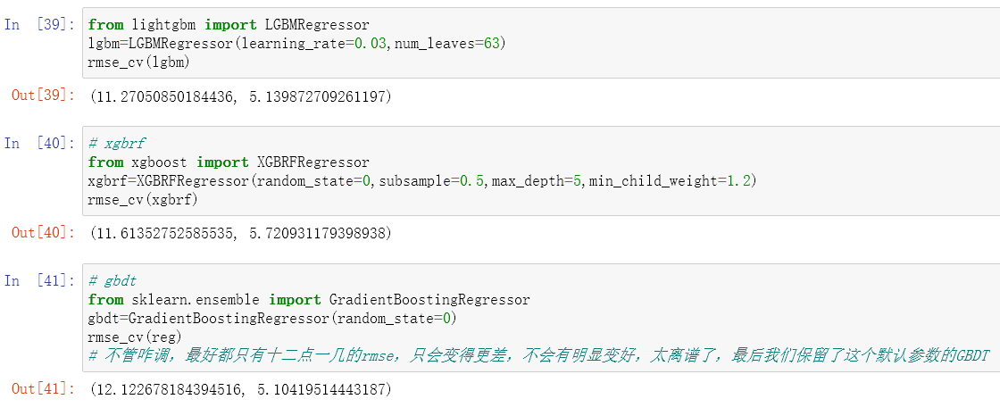 In [39]: from lightgbm import LGBMRegressor
lgbm=LGBMRegressor(learning_rate=0.03,num_leaves=63)
rmse_cv(lgbm)
Out[39]: (11.27050850184436, 5.139872709261197)
In [40]: # xgbrf
from xgboost import XGBRFRegressor
xgbrf=XGBRFRegressor(random_state=0,subsample=0.5,max_depth=5,min_child_weight=1.2)
rmse_cv(xgbrf)
Out[40]: (11.61352752585535, 5.720931179398938)
In [41]: # gbdt
from sklearn.ensemble import GradientBoostingRegressor
gbdt=GradientBoostingRegressor(random_state=0)
rmse_cv(reg)
# 不管咋调，最好都只有十二点一几的rmse，只会变得更差，不会有明显变好，太离谱了，最后我们保留了这个默认参数的GBDT
Out[41]: (12.122678184394516, 5.10419514443187)